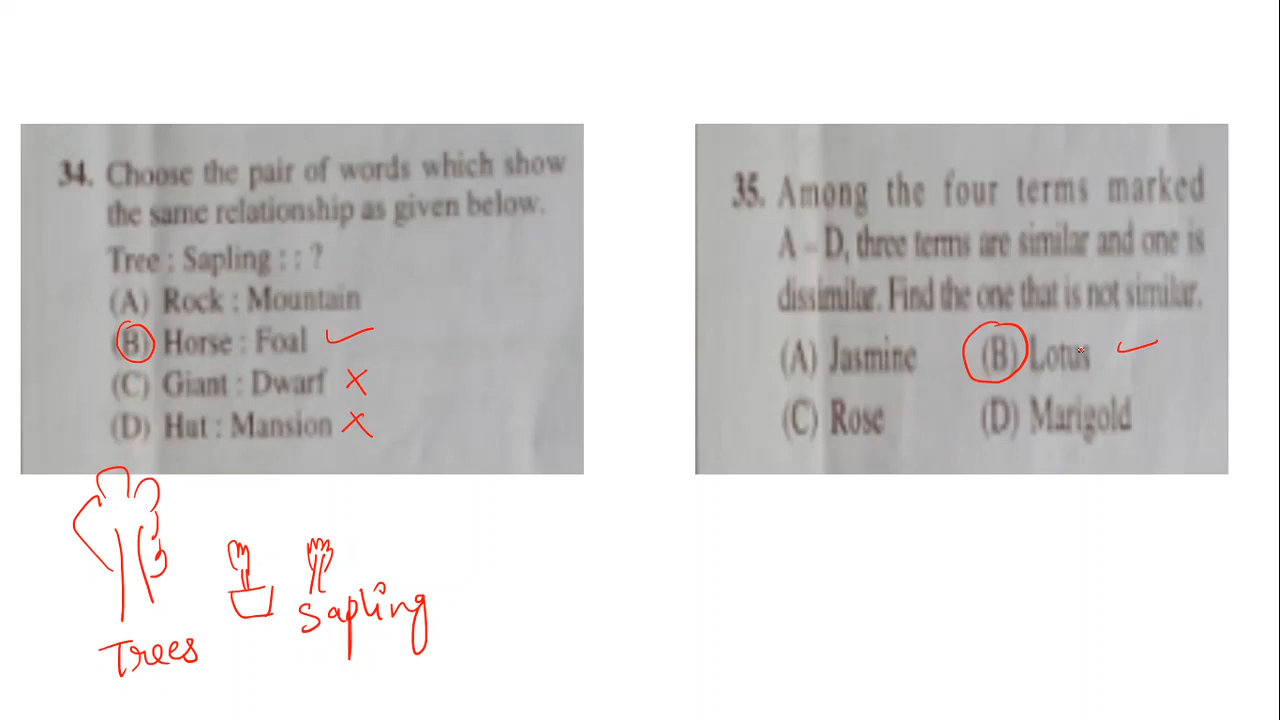 34. Choose the pair of words which show
the same relationship as given below.
Tree : Sapling : : ?
(A) Rock : Mountain
(B) Horse : Foal
(C) Giant : Dwarf
(D) Hut : Mansion
Trees
Sapling
35. Among the four terms marked
A – D, three terms are similar and one is
dissimilar. Find the one that is not similar.
(A) Jasmine (B) Lotus
(C) Rose (D) Marigold